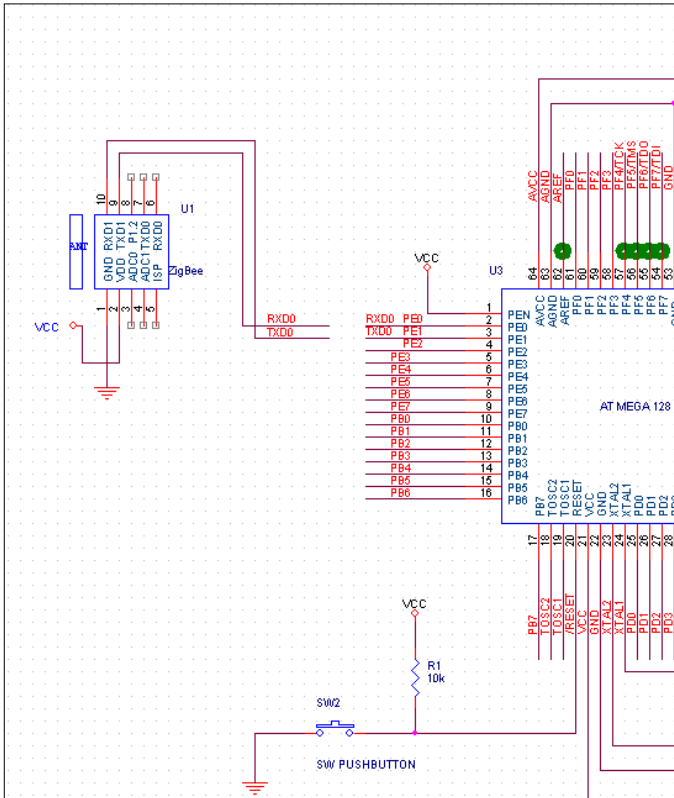 U1
10 9 8 7 6
RXD1 TXD1 P1.2 TXD0 RXD0
ANT
ZigBee
GND VDD ADC0 ADC1 ISP
1 2 3 4 5
VCC
RXD0
TXD0
AVCC AGND AREF PF0 PF1 PF2 PF3 PF4/TCK PF5/TMS PF6/TDO PF7/TDI GND
64 63 62 61 60 59 58 57 56 55 54 53
VCC
U3
AVCC AGND AREF PF0 PF1 PF2 PF3 PF4 PF5 PF6 PF7 GND
1 PEN
RXD0 PE0 2 PE0
TXD0 PE1 3 PE1
PE2 4 PE2
PE3 5 PE3
PE4 6 PE4
PE5 7 PE5
PE6 8 PE6
PE7 9 PE7
PB0 10 PB0
PB1 11 PB1
PB2 12 PB2
PB3 13 PB3
PB4 14 PB4
PB5 15 PB5
PB6 16 PB6
AT MEGA 128
PB7 TOSC2 TOSC1 RESET VCC GND XTAL2 XTAL1 PD0 PD1 PD2
17 18 19 20 21 22 23 24 25 26 27 28
PB7 TOSC2 TOSC1 /RESET VCC GND XTAL2 XTAL1 PD0 PD1 PD2 PD3
VCC
R1
10k
SW2
SW PUSHBUTTON